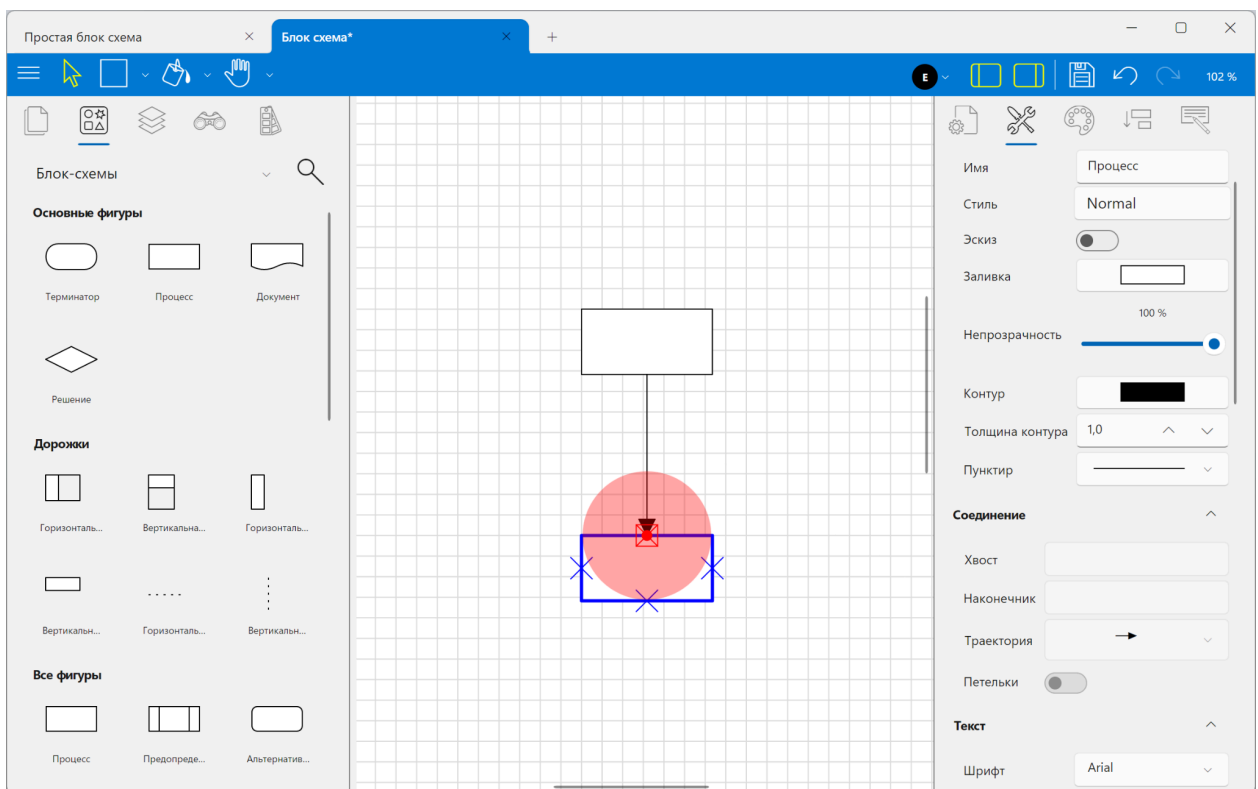 Простая блок схема
Блок схема*
E
102 %
Блок-схемы
Основные фигуры
Терминатор
Процесс
Документ
Решение
Дорожки
Горизонталь...
Вертикальна...
Горизонталь...
Вертикальн...
Горизонталь...
Вертикальн...
Все фигуры
Процесс
Предопреде...
Альтернатив...
Имя
Процесс
Стиль
Normal
Эскиз
Заливка
100 %
Непрозрачность
Контур
Толщина контура
1,0
Пунктир
Соединение
Хвост
Наконечник
Траектория
Петельки
Текст
Шрифт
Arial